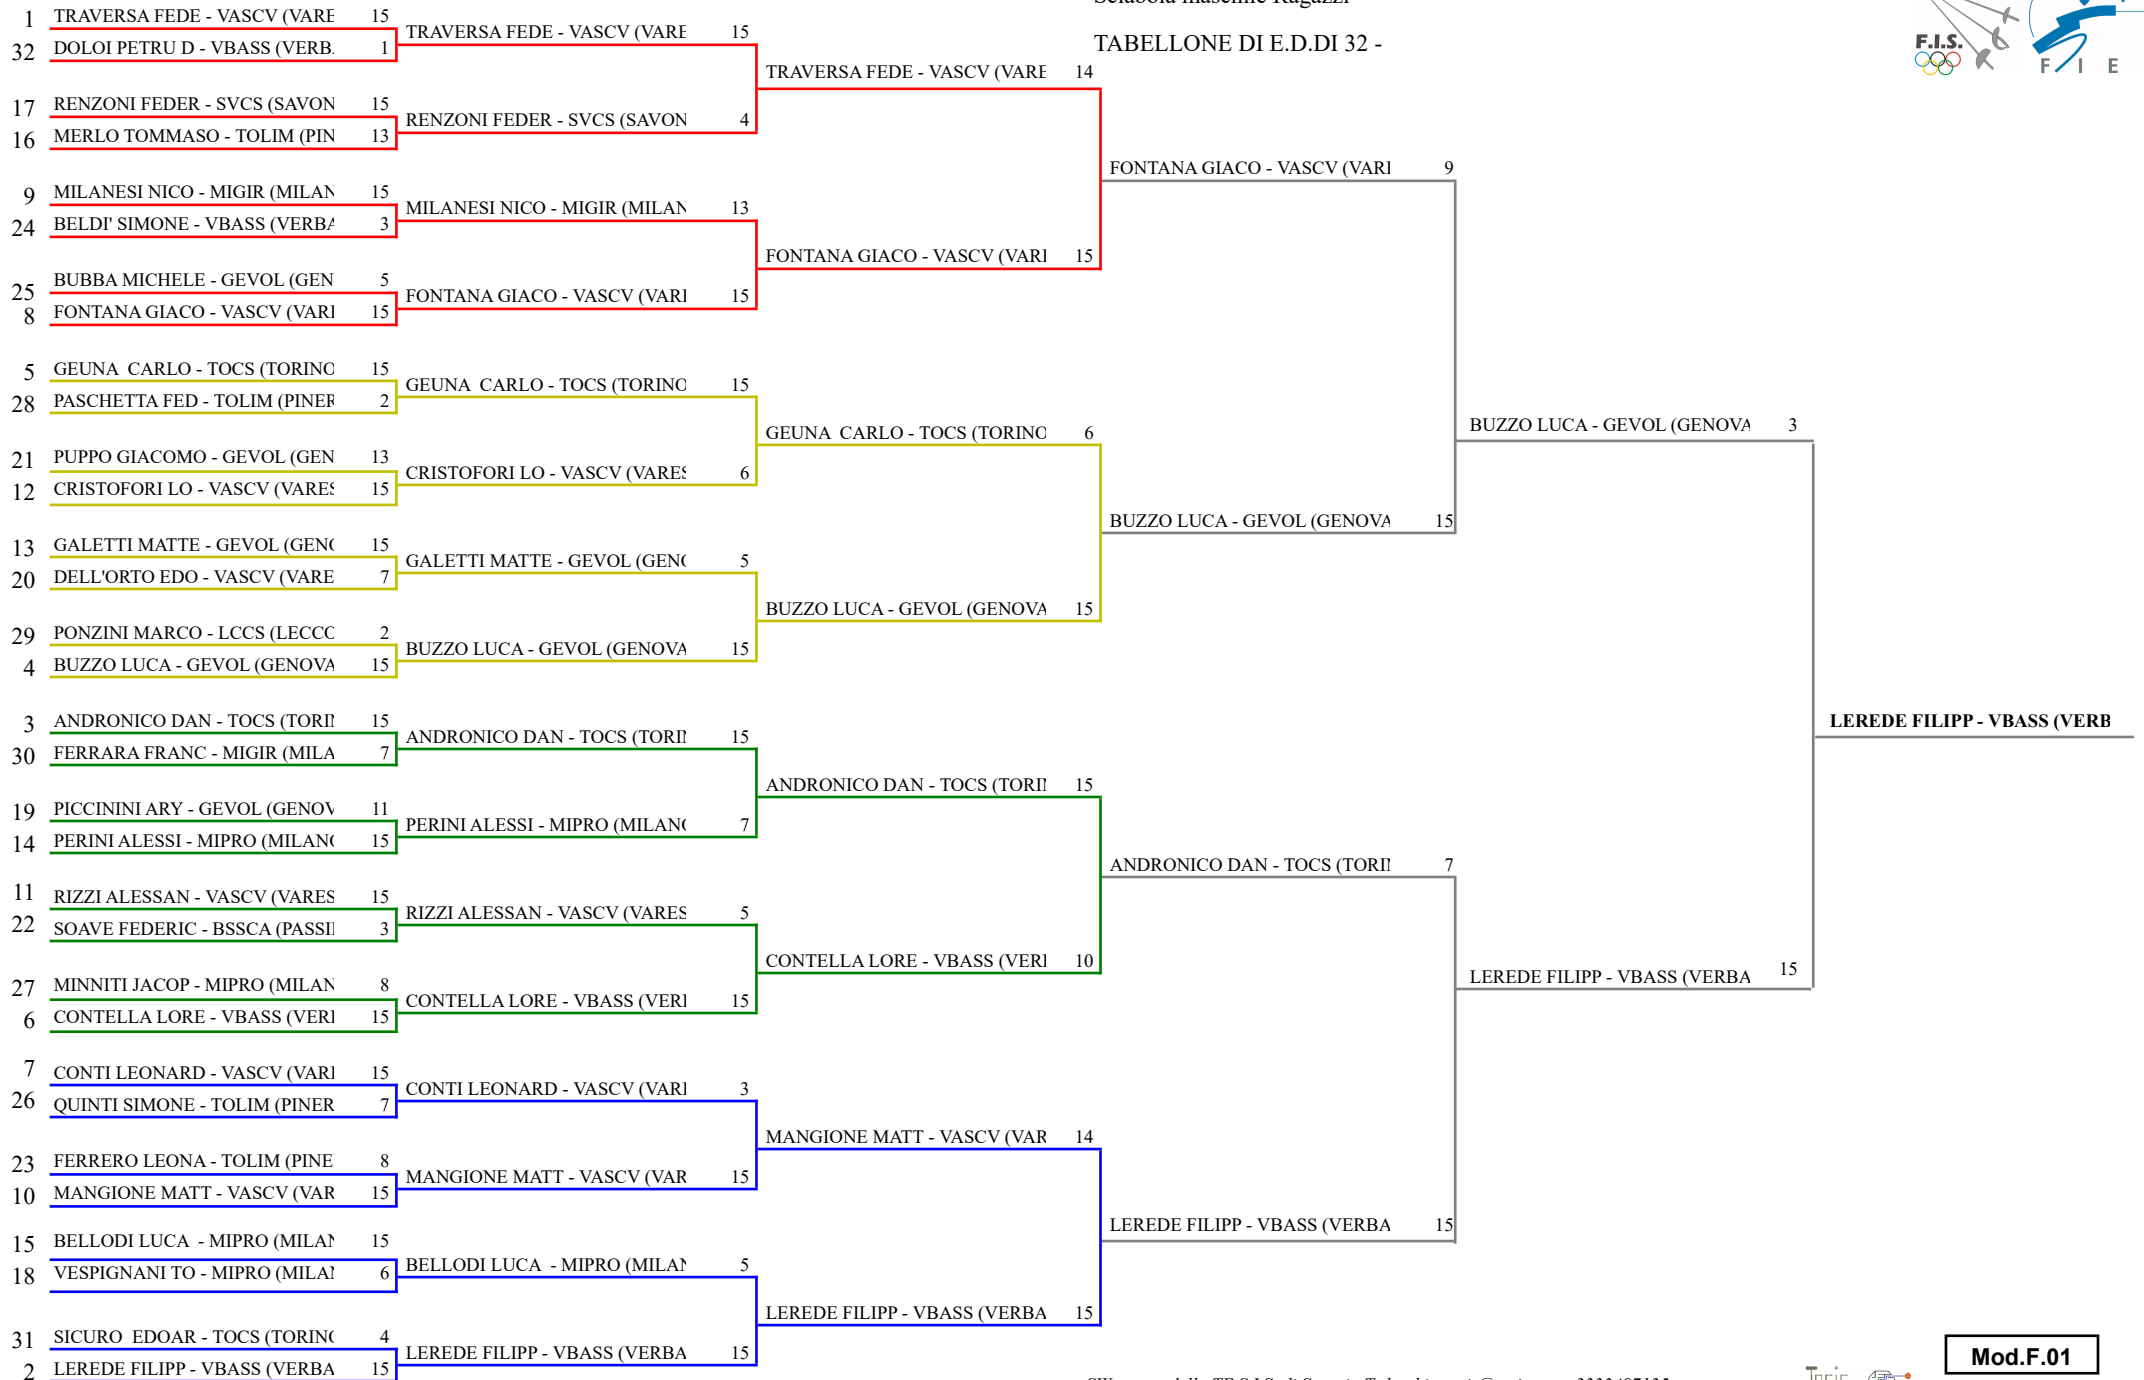 Sciabola maschile Ragazzi
TABELLONE DI E.D.DI 32 -
F.I.S.
F I E
1 TRAVERSA FEDE - VASCV (VARE 15
32 DOLOI PETRU D - VBASS (VERB. 1
17 RENZONI FEDER - SVCS (SAVON 15
16 MERLO TOMMASO - TOLIM (PIN 13
9 MILANESI NICO - MIGIR (MILAN 15
24 BELDI' SIMONE - VBASS (VERBA 3
25 BUBBA MICHELE - GEVOL (GEN 5
8 FONTANA GIACO - VASCV (VARI 15
5 GEUNA CARLO - TOCS (TORINO 15
28 PASCHETTA FED - TOLIM (PINER 2
21 PUPPO GIACOMO - GEVOL (GEN 13
12 CRISTOFORI LO - VASCV (VARES 15
13 GALETTI MATTE - GEVOL (GENO 15
20 DELL'ORTO EDO - VASCV (VARE 7
29 PONZINI MARCO - LCCS (LECCO 2
4 BUZZO LUCA - GEVOL (GENOVA 15
3 ANDRONICO DAN - TOCS (TORIN 15
30 FERRARA FRANC - MIGIR (MILA 7
19 PICCININI ARY - GEVOL (GENOV 11
14 PERINI ALESSI - MIPRO (MILANO 15
11 RIZZI ALESSAN - VASCV (VARES 15
22 SOAVE FEDERIC - BSSCA (PASSI 3
27 MINNITI JACOP - MIPRO (MILAN 8
6 CONTELLA LORE - VBASS (VERI 15
7 CONTI LEONARD - VASCV (VARI 15
26 QUINTI SIMONE - TOLIM (PINER 7
23 FERRERO LEONA - TOLIM (PINE 8
10 MANGIONE MATT - VASCV (VAR 15
15 BELLODI LUCA - MIPRO (MILAN 15
18 VESPIGNANI TO - MIPRO (MILAN 6
31 SICURO EDOAR - TOCS (TORINO 4
2 LEREDE FILIPP - VBASS (VERBA 15
TRAVERSA FEDE - VASCV (VARE 15
RENZONI FEDER - SVCS (SAVON 4
MILANESI NICO - MIGIR (MILAN 13
FONTANA GIACO - VASCV (VARI 15
GEUNA CARLO - TOCS (TORINO 15
CRISTOFORI LO - VASCV (VARES 6
GALETTI MATTE - GEVOL (GENO 5
BUZZO LUCA - GEVOL (GENOVA 15
ANDRONICO DAN - TOCS (TORIN 15
PERINI ALESSI - MIPRO (MILANO 7
RIZZI ALESSAN - VASCV (VARES 5
CONTELLA LORE - VBASS (VERI 15
CONTI LEONARD - VASCV (VARI 3
MANGIONE MATT - VASCV (VAR 15
BELLODI LUCA - MIPRO (MILAN 5
LEREDE FILIPP - VBASS (VERBA 15
TRAVERSA FEDE - VASCV (VARE 14
FONTANA GIACO - VASCV (VARI 15
GEUNA CARLO - TOCS (TORINO 6
BUZZO LUCA - GEVOL (GENOVA 15
ANDRONICO DAN - TOCS (TORIN 15
CONTELLA LORE - VBASS (VERI 10
MANGIONE MATT - VASCV (VAR 14
LEREDE FILIPP - VBASS (VERBA 15
FONTANA GIACO - VASCV (VARI 9
BUZZO LUCA - GEVOL (GENOVA 15
ANDRONICO DAN - TOCS (TORIN 7
LEREDE FILIPP - VBASS (VERBA 15
BUZZO LUCA - GEVOL (GENOVA 3
LEREDE FILIPP - VBASS (VERBA 15
LEREDE FILIPP - VBASS (VERB
Mod.F.01